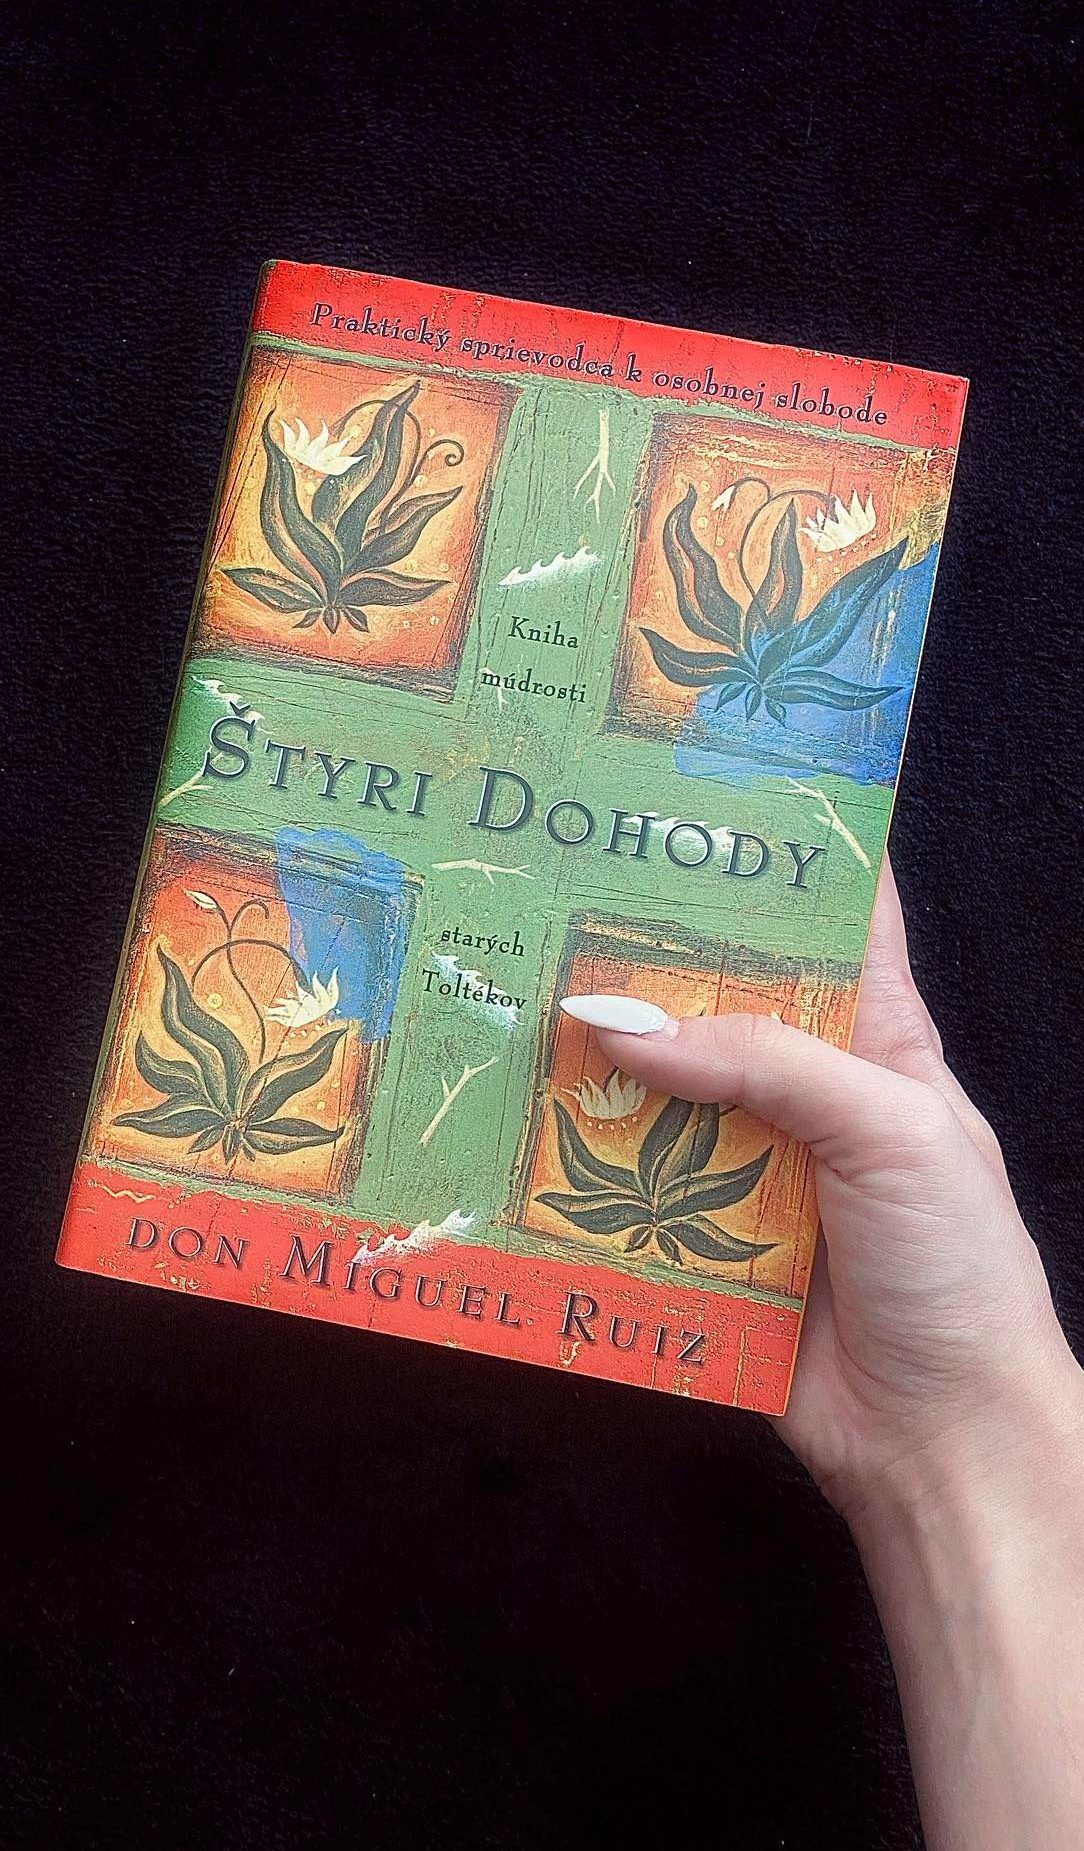 Praktický sprievodca k osobnej slobode
Kniha
múdrosti
Štyri Dohody
starých
Toltékov
don Miguel Ruiz